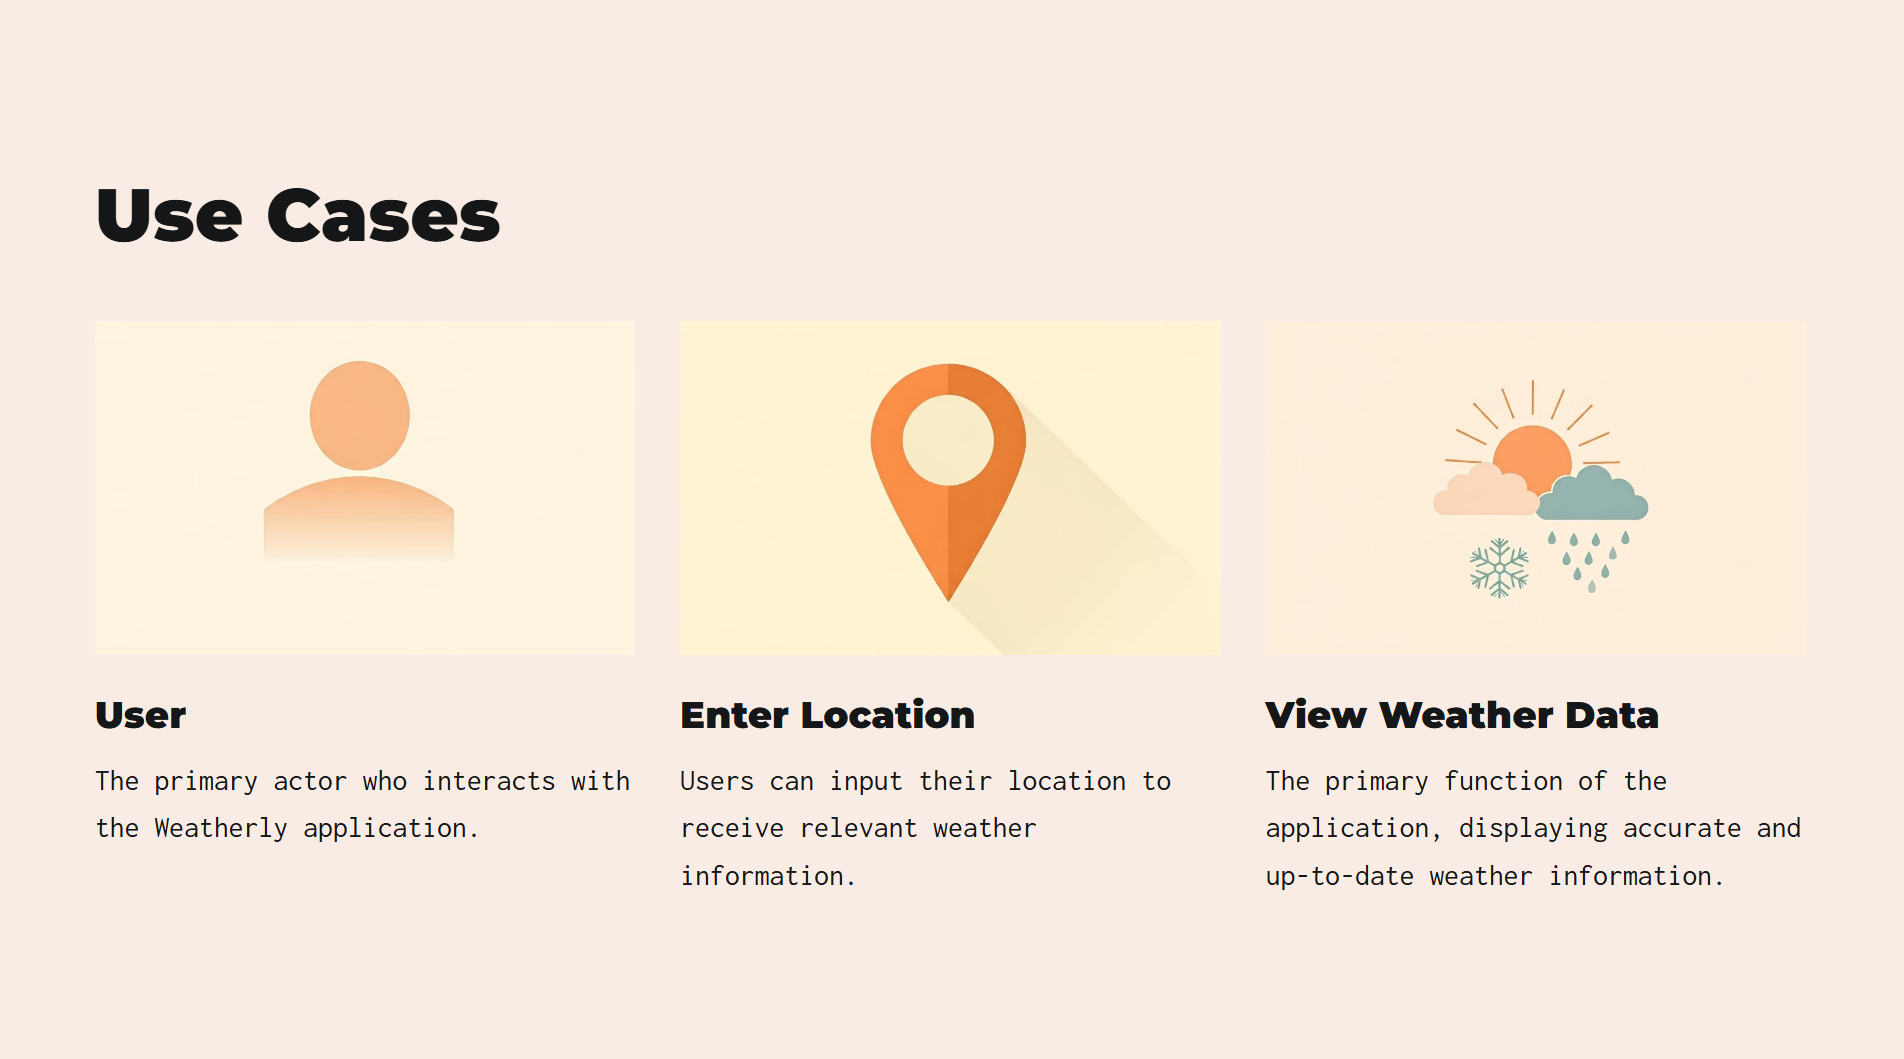 Use Cases
User
The primary actor who interacts with
the Weatherly application.
Enter Location
Users can input their location to
receive relevant weather
information.
View Weather Data
The primary function of the
application, displaying accurate and
up-to-date weather information.